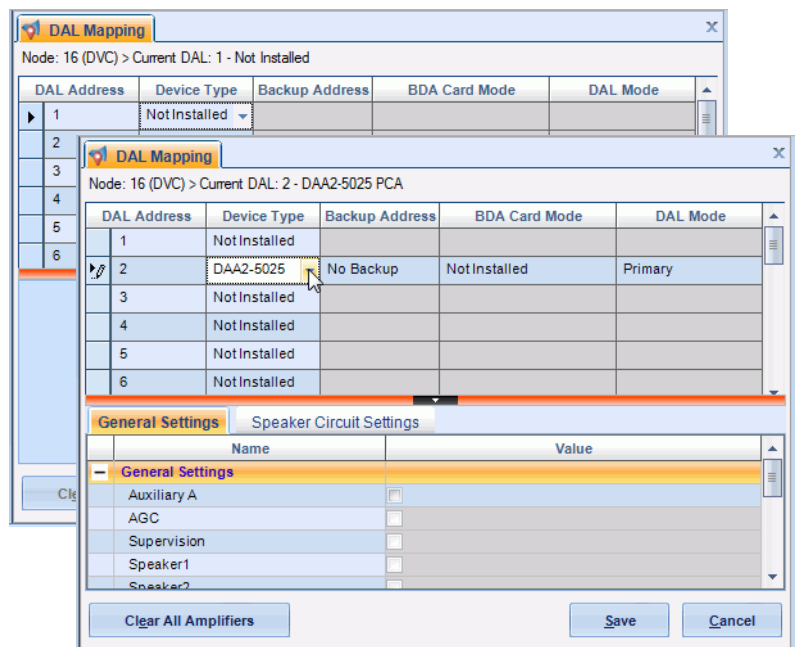 DAL Mapping x
Node: 16 (DVC) > Current DAL: 1 - Not Installed
DAL Address Device Type Backup Address BDA Card Mode DAL Mode
1 Not Installed
2
3
4
5
6
DAL Mapping x
Node: 16 (DVC) > Current DAL: 2 - DAA2-5025 PCA
DAL Address Device Type Backup Address BDA Card Mode DAL Mode
1 Not Installed
2 DAA2-5025 No Backup Not Installed Primary
3 Not Installed
4 Not Installed
5 Not Installed
6 Not Installed
General Settings Speaker Circuit Settings
Name Value
General Settings
Auxiliary A
AGC
Supervision
Speaker1
Speaker2
Clear All Amplifiers Save Cancel